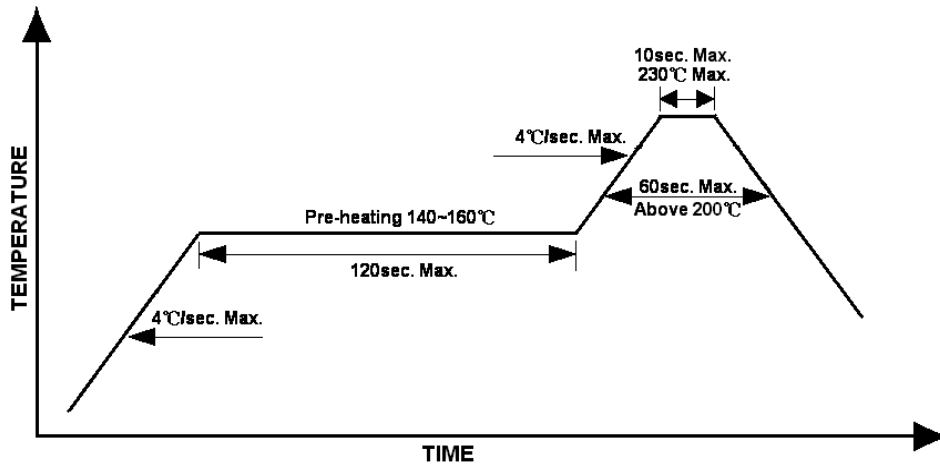 10sec. Max.
230℃ Max.
4℃/sec. Max.
60sec. Max.
Above 200℃
Pre-heating 140~160℃
120sec. Max.
4℃/sec. Max.
TEMPERATURE
TIME